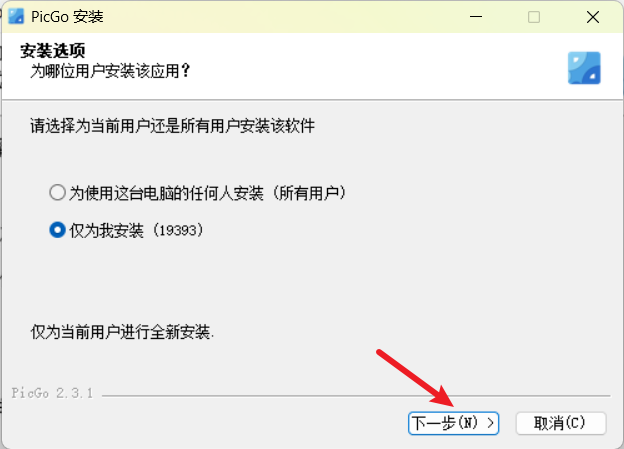 PicGo 安装
安装选项
为哪位用户安装该应用？
请选择为当前用户还是所有用户安装该软件
为使用这台电脑的任何人安装（所有用户）
仅为我安装（19393）
仅为当前用户进行全新安装.
PicGo 2.3.1
下一步(N) >
取消(C)